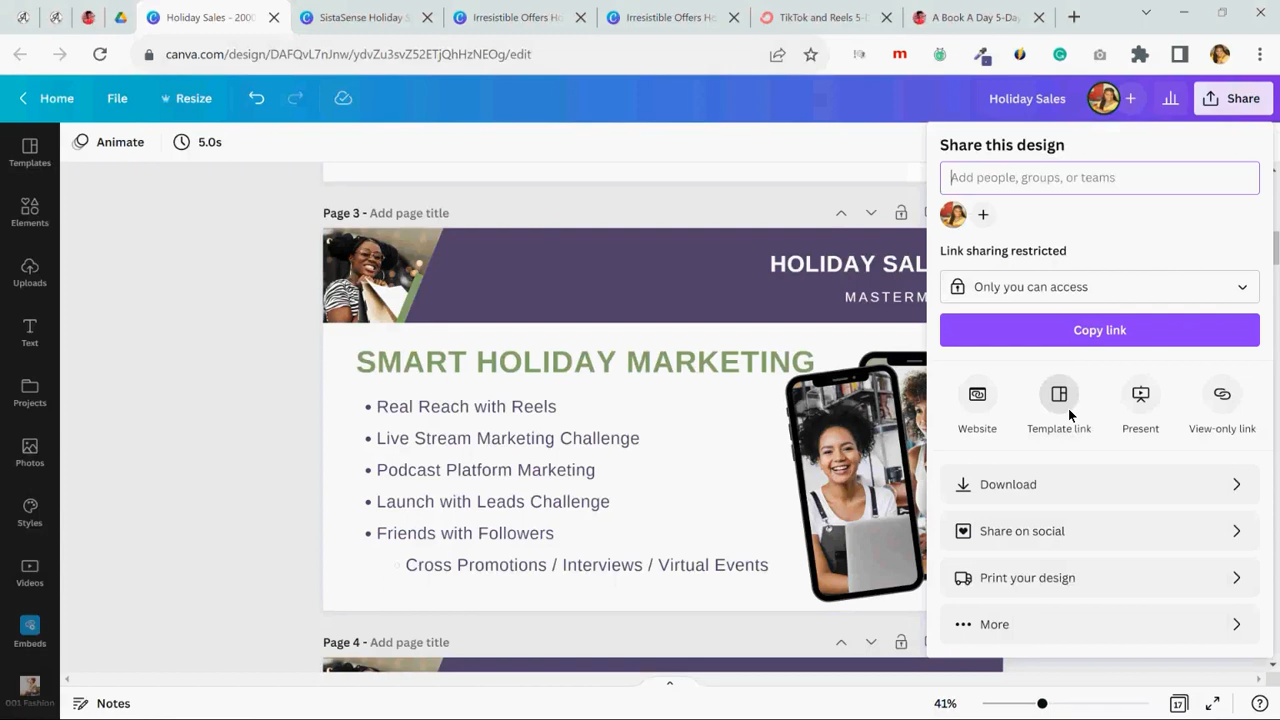 Holiday Sales - 2000
SistaSense Holiday S
Irresistible Offers Ho
Irresistible Offers Ho
TikTok and Reels 5-D
A Book A Day 5-Day
canva.com/design/DAFQvL7nJnw/ydvZu3svZ52ETjQhHzNEOg/edit
Home
File
Resize
Holiday Sales
Share
Animate
5.0s
Templates
Elements
Uploads
Text
Projects
Photos
Styles
Videos
Embeds
001 Fashion
Page 3 - Add page title
HOLIDAY SAL
MASTERM
SMART HOLIDAY MARKETING
• Real Reach with Reels
• Live Stream Marketing Challenge
• Podcast Platform Marketing
• Launch with Leads Challenge
• Friends with Followers
◦ Cross Promotions / Interviews / Virtual Events
Page 4 - Add page title
Share this design
Add people, groups, or teams
Link sharing restricted
Only you can access
Copy link
Website
Template link
Present
View-only link
Download
Share on social
Print your design
More
Notes
41%
17